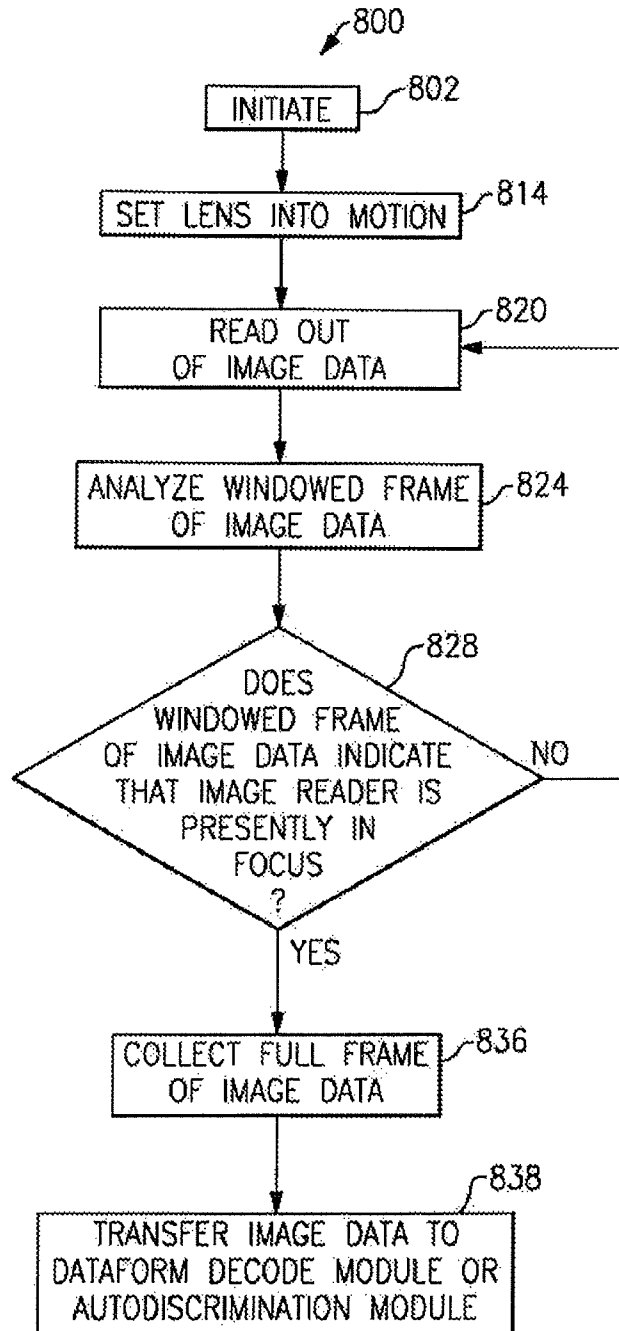 800
INITIATE
802
SET LENS INTO MOTION
814
READ OUT
OF IMAGE DATA
820
ANALYZE WINDOWED FRAME
OF IMAGE DATA
824
DOES
WINDOWED FRAME
OF IMAGE DATA INDICATE
THAT IMAGE READER IS
PRESENTLY IN
FOCUS
?
828
NO
YES
COLLECT FULL FRAME
OF IMAGE DATA
836
TRANSFER IMAGE DATA TO
DATAFORM DECODE MODULE OR
AUTODISCRIMINATION MODULE
838